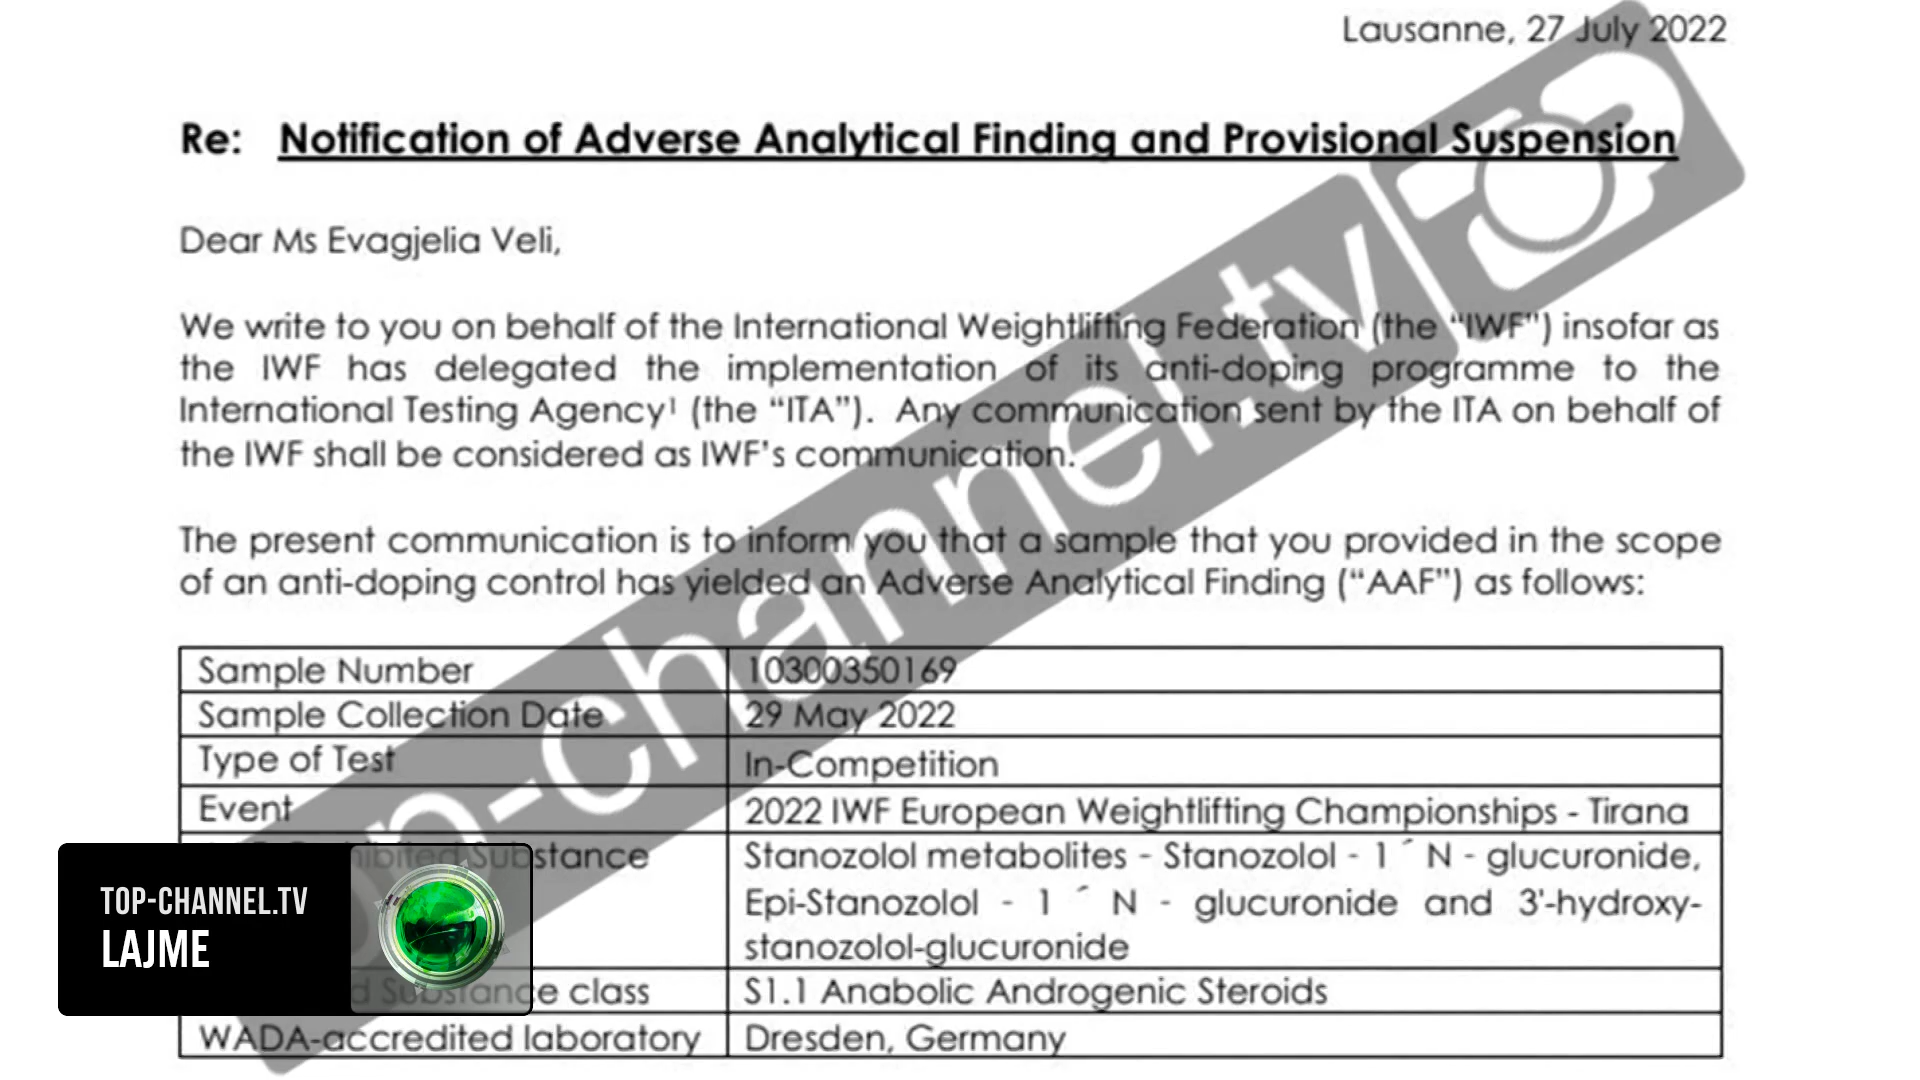 Lausanne, 27 July 2022
Re: Notification of Adverse Analytical Finding and Provisional Suspension
Dear Ms Evagjelia Veli,
We write to you on behalf of the International Weightlifting Federation (the “IWF”) insofar as
the IWF has delegated the implementation of its anti-doping programme to the
International Testing Agency¹ (the “ITA”). Any communication sent by the ITA on behalf of
the IWF shall be considered as IWF’s communication.
The present communication is to inform you that a sample that you provided in the scope
of an anti-doping control has yielded an Adverse Analytical Finding (“AAF”) as follows:
Sample Number 10300350169
Sample Collection Date 29 May 2022
Type of Test In-Competition
Event 2022 IWF European Weightlifting Championships - Tirana
Substance Stanozolol metabolites - Stanozolol - 1 ´ N - glucuronide,
Epi-Stanozolol - 1 ´ N - glucuronide and 3'-hydroxy-
stanozolol-glucuronide
Substance class S1.1 Anabolic Androgenic Steroids
WADA-accredited laboratory Dresden, Germany
top-channel.tv
TOP-CHANNEL.TV
LAJME